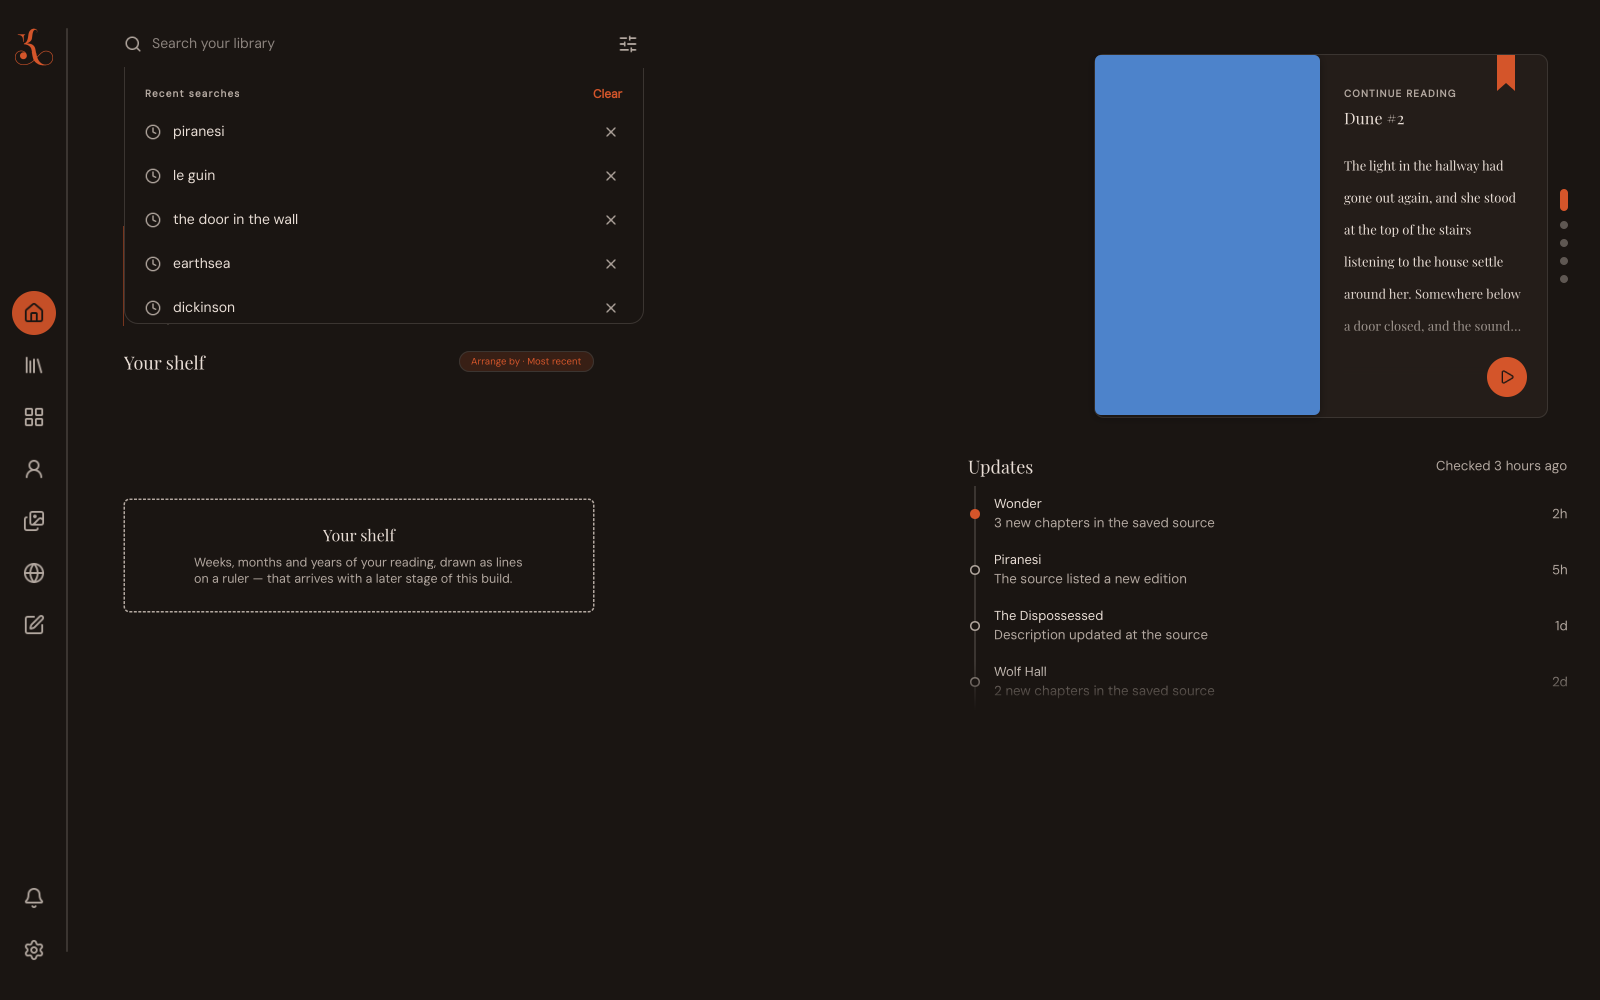 Search your library
Recent searches
Clear
piranesi
le guin
the door in the wall
earthsea
dickinson
Your shelf
Arrange by · Most recent
Your shelf
Weeks, months and years of your reading, drawn as lines
on a ruler — that arrives with a later stage of this build.
CONTINUE READING
Dune #2
The light in the hallway had
gone out again, and she stood
at the top of the stairs
listening to the house settle
around her. Somewhere below
a door closed, and the sound...
Updates
Checked 3 hours ago
Wonder
3 new chapters in the saved source
2h
Piranesi
The source listed a new edition
5h
The Dispossessed
Description updated at the source
1d
Wolf Hall
2 new chapters in the saved source
2d